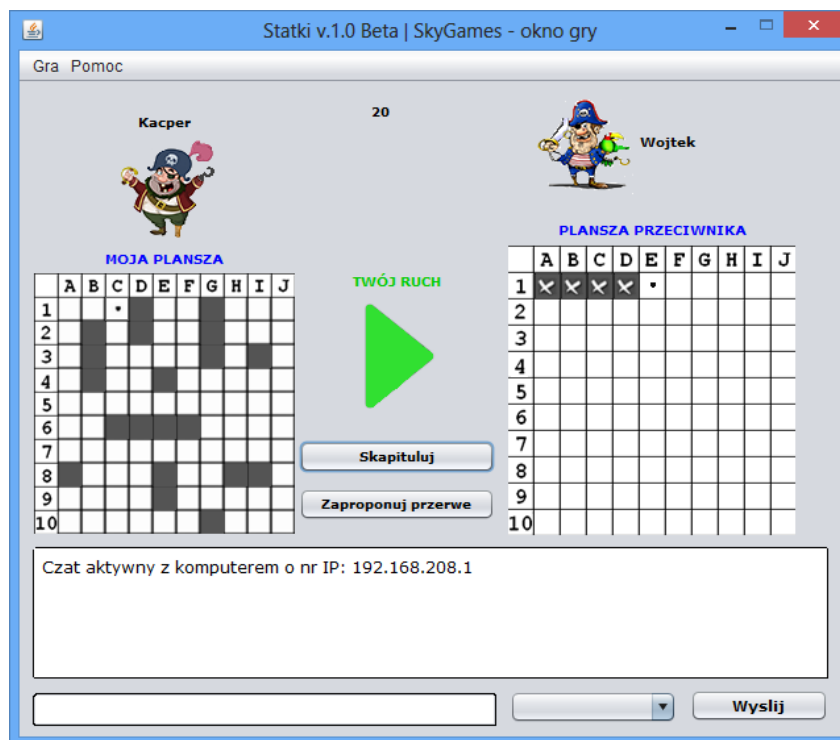 Statki v.1.0 Beta | SkyGames - okno gry
Gra Pomoc
Kacper
20
Wojtek
MOJA PLANSZA
TWÓJ RUCH
PLANSZA PRZECIWNIKA
A B C D E F G H I J
1
2
3
4
5
6
7
8
9
10
A B C D E F G H I J
1
2
3
4
5
6
7
8
9
10
Skapituluj
Zaproponuj przerwe
Czat aktywny z komputerem o nr IP: 192.168.208.1
Wyslij